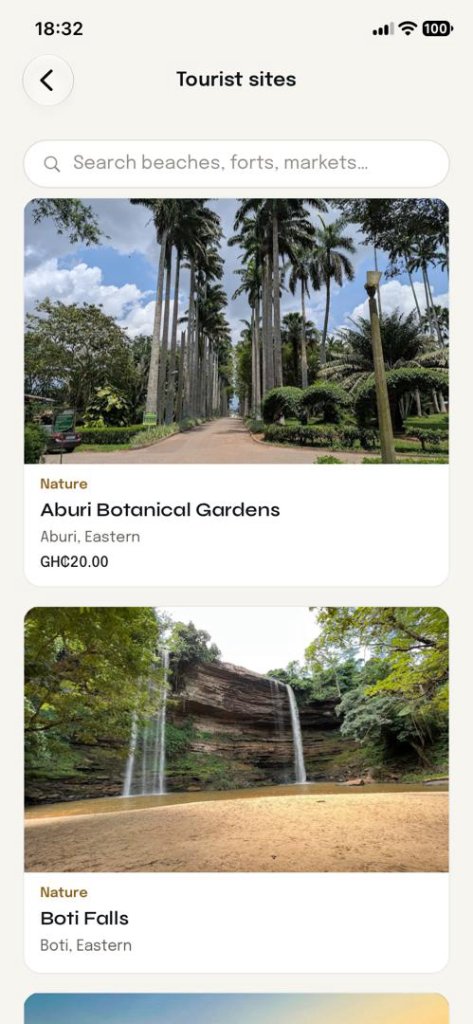 18:32
100
Tourist sites
Search beaches, forts, markets...
Nature
Aburi Botanical Gardens
Aburi, Eastern
GH₵20.00
Nature
Boti Falls
Boti, Eastern